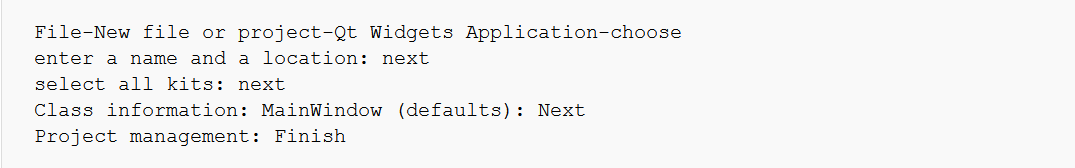 File-New file or project-Qt Widgets Application-choose
enter a name and a location: next
select all kits: next
Class information: MainWindow (defaults): Next
Project management: Finish